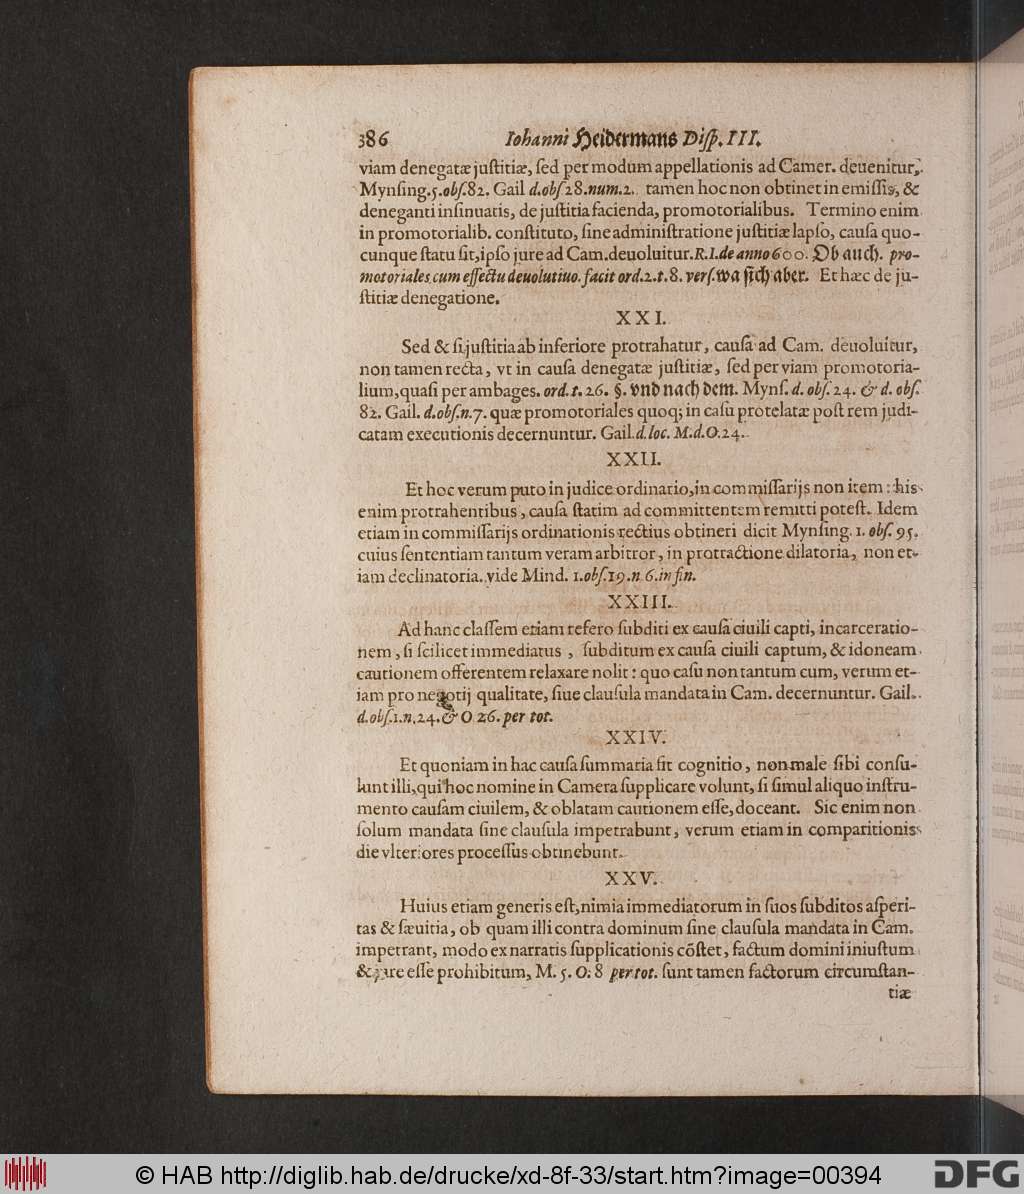 386 Iohanni Heidermans Diſp. III.
viam denegatæ juſtitiæ, ſed per modum appellationis ad Camer. deuenitur,
Mynſing. 5. obſ. 82. Gail d. obſ 28. num. 2. tamen hoc non obtinet in emiſſis, &
deneganti inſinuatis, de juſtitia facienda, promotorialibus. Termino enim
in promotorialib. conſtituto, ſine adminiſtratione juſtitiæ lapſo, cauſa quo-
cunque ſtatu ſit, ipſo jure ad Cam. deuoluitur. R. I. de anno 600. Ob auch. pro-
motoriales cum effectu deuolutiuo. facit ord. 2. t. 8. verſ. wa ſich aber. Et hæc de ju-
ſtitiæ denegatione.
XXI.
Sed & ſi juſtitia ab inferiore protrahatur, cauſa ad Cam. deuoluitur,
non tamen recta, vt in cauſa denegatæ juſtitiæ, ſed per viam promotoria-
lium, quaſi per ambages. ord. t. 26. §. vnd nach dem. Mynſ. d. obſ. 24. & d. obſ.
82. Gail. d. obſ. n. 7. quæ promotoriales quoq; in caſu protelatæ poſt rem judi-
catam executionis decernuntur. Gail. d. loc. M. d. O. 24.
XXII.
Et hoc verum puto in judice ordinario, in commiſſarijs non item: his
enim protrahentibus, cauſa ſtatim ad committentem remitti poteſt. Idem
etiam in commiſſarijs ordinationis rectius obtineri dicit Mynſing. 1. obſ. 95.
cuius ſententiam tantum veram arbitror, in protractione dilatoria, non et-
iam declinatoria. vide Mind. 1. obſ. 19. n. 6. in fin.
XXIII.
Ad hanc claſſem etiam refero ſubditi ex cauſa ciuili capti, incarceratio-
nem, ſi ſcilicet immediatus, ſubditum ex cauſa ciuili captum, & idoneam
cautionem offerentem relaxare nolit: quo caſu non tantum cum, verum et-
iam pro negotij qualitate, ſiue clauſula mandata in Cam. decernuntur. Gail.
d. obſ. 1. n. 24. & O 26. per tot.
XXIV.
Et quoniam in hac cauſa ſummaria ſit cognitio, non male ſibi conſu-
lunt illi, qui hoc nomine in Camera ſupplicare volunt, ſi ſimul aliquo inſtru-
mento cauſam ciuilem, & oblatam cautionem eſſe, doceant. Sic enim non
ſolum mandata ſine clauſula impetrabunt, verum etiam in comparitionis
die vlteriores proceſſus obtinebunt.
XXV.
Huius etiam generis eſt, nimia immediatorum in ſuos ſubditos aſperi-
tas & ſæuitia, ob quam illi contra dominum ſine clauſula mandata in Cam.
impetrant, modo ex narratis ſupplicationis cõſtet, factum domini iniuſtum
& jure eſſe prohibitum, M. 5. O. 8 per tot. ſunt tamen factorum circumſtan-
tiæ
© HAB http://diglib.hab.de/drucke/xd-8f-33/start.htm?image=00394
DFG